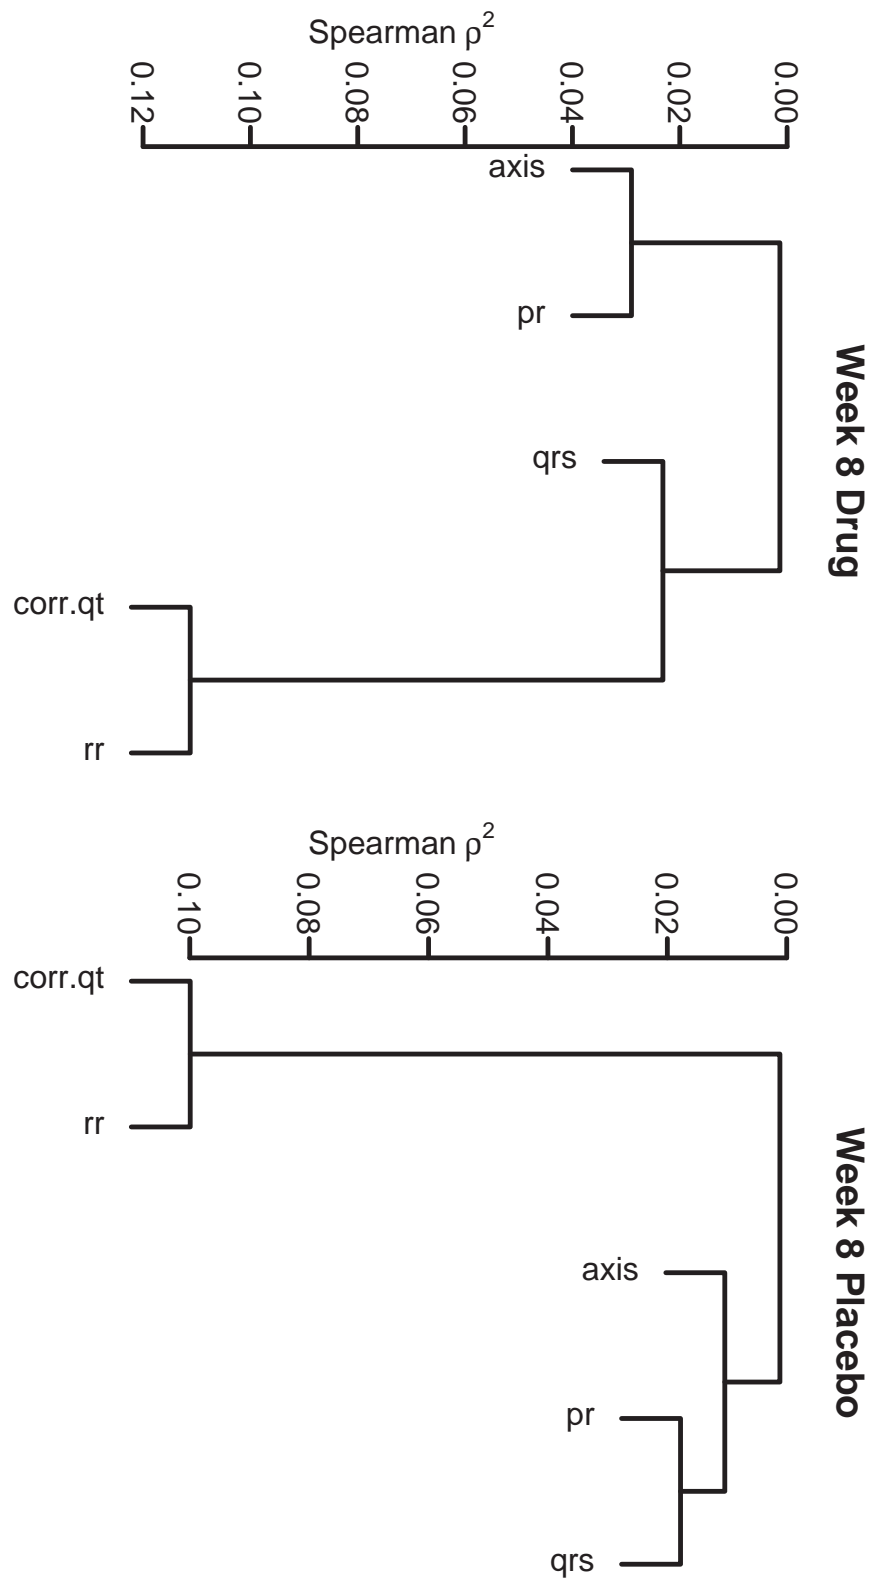 Week 8 Drug
Spearman ρ²
0.12 0.10 0.08 0.06 0.04 0.02 0.00
axis
pr
qrs
corr.qt
rr
Week 8 Placebo
Spearman ρ²
0.10 0.08 0.06 0.04 0.02 0.00
corr.qt
rr
axis
pr
qrs